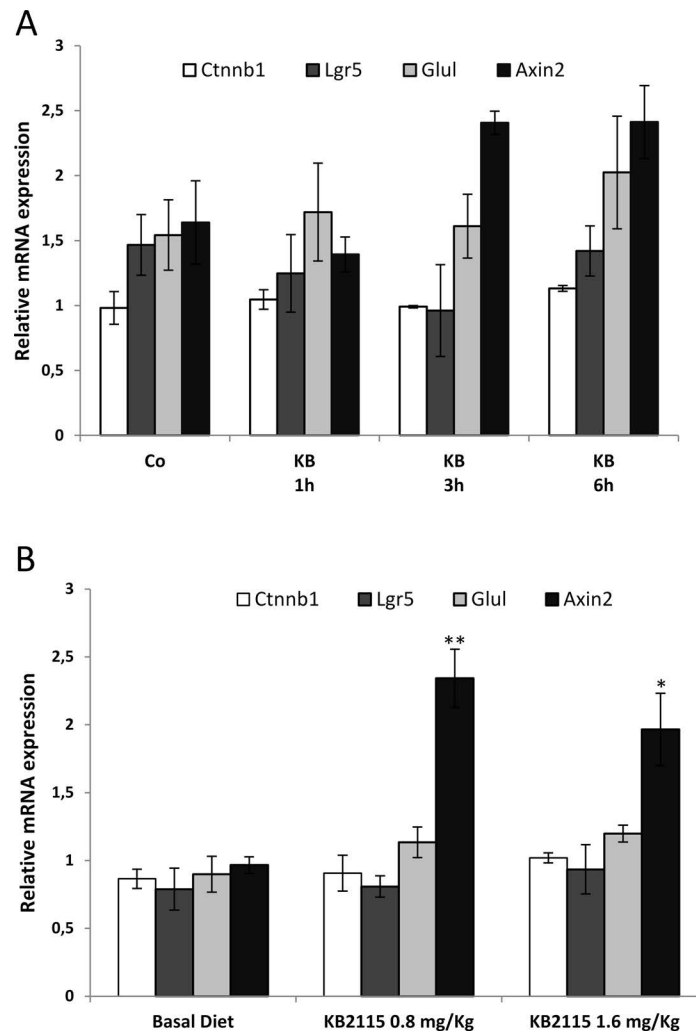 A
3
2,5
2
1,5
1
0,5
0
Relative mRNA expression
Ctnnb1 Lgr5 Glul Axin2
Co KB KB KB
1h 3h 6h
B
3
2,5
2
1,5
1
0,5
0
Relative mRNA expression
Ctnnb1 Lgr5 Glul Axin2
** *
Basal Diet KB2115 0.8 mg/Kg KB2115 1.6 mg/Kg